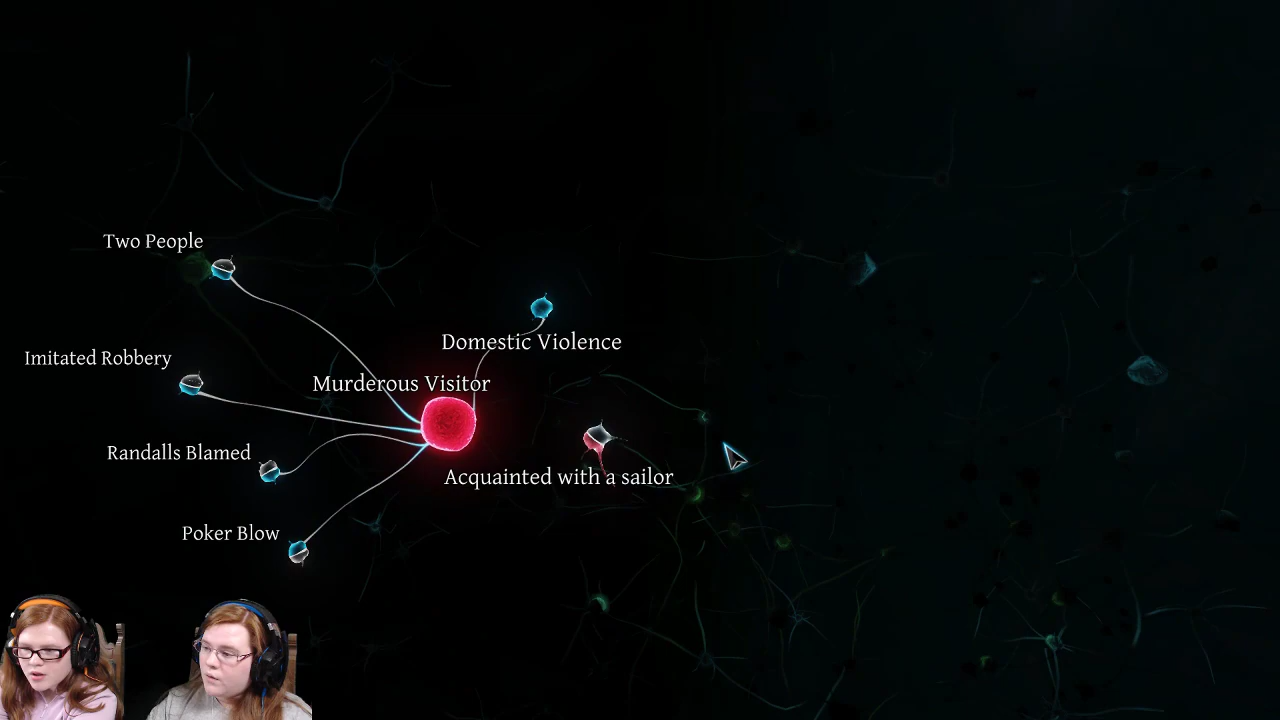 Two People
Domestic Violence
Imitated Robbery
Murderous Visitor
Randalls Blamed
Acquainted with a sailor
Poker Blow